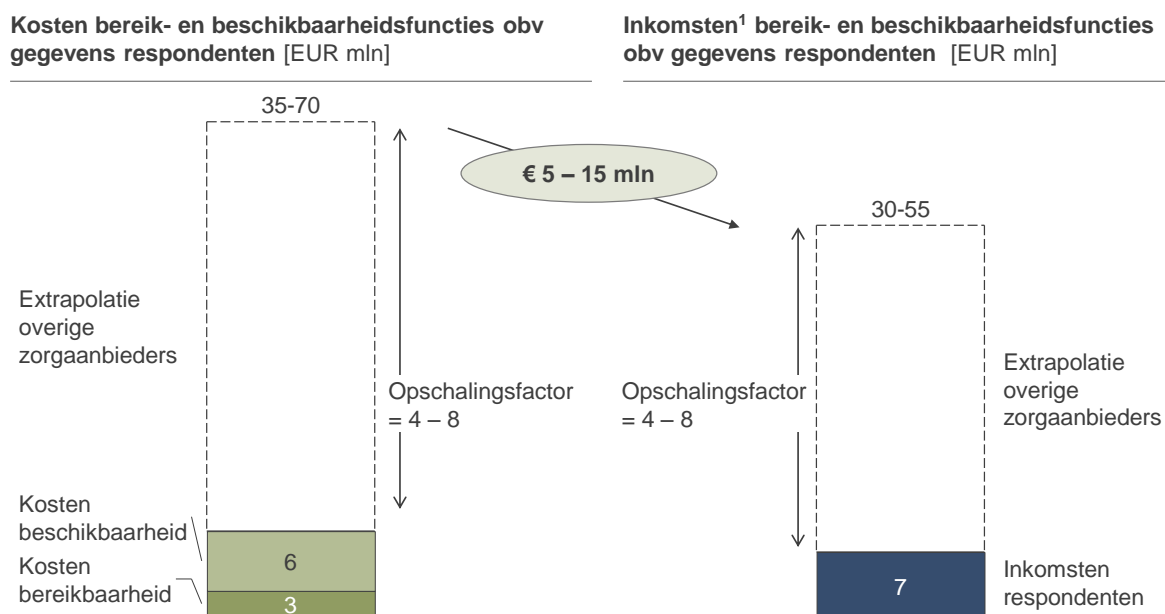 Kosten bereik- en beschikbaarheidsfuncties obv
gegevens respondenten [EUR mln]
35-70
Extrapolatie
overige
zorgaanbieders
Opschalingsfactor
= 4 – 8
Kosten
beschikbaarheid
6
Kosten
bereikbaarheid
3
€ 5 – 15 mln
Inkomsten¹ bereik- en beschikbaarheidsfuncties
obv gegevens respondenten [EUR mln]
30-55
Opschalingsfactor
= 4 – 8
Extrapolatie
overige
zorgaanbieders
7
Inkomsten
respondenten